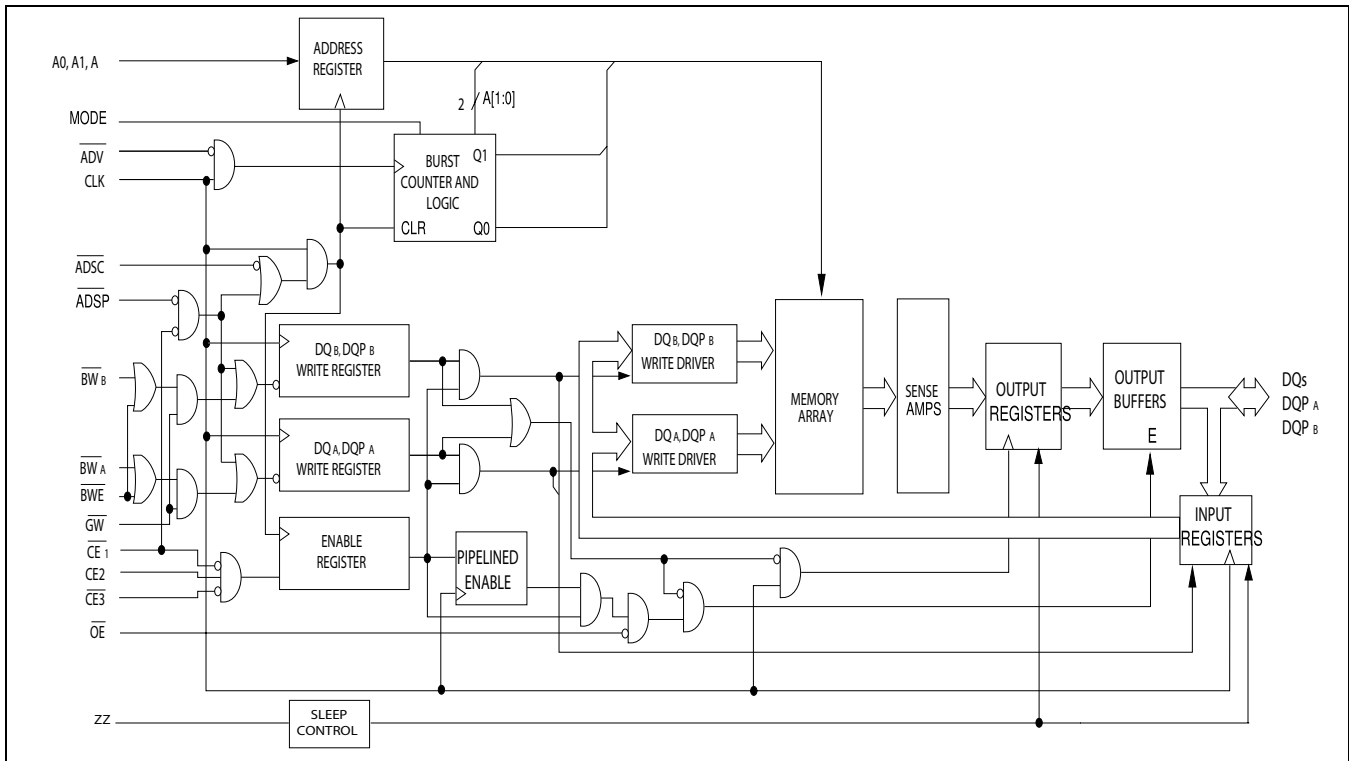 A0, A1, A
ADDRESS
REGISTER
2
A[1:0]
MODE
ADV
CLK
BURST
COUNTER AND
LOGIC
Q1
CLR
Q0
ADSC
ADSP
DQ B, DQP B
WRITE REGISTER
DQ B, DQP B
WRITE DRIVER
MEMORY
ARRAY
SENSE
AMPS
OUTPUT
REGISTERS
OUTPUT
BUFFERS
E
DQs
DQP A
DQP B
BW B
DQ A, DQP A
WRITE REGISTER
DQ A, DQP A
WRITE DRIVER
BW A
BWE
GW
CE 1
CE2
CE3
ENABLE
REGISTER
PIPELINED
ENABLE
INPUT
REGISTERS
OE
ZZ
SLEEP
CONTROL